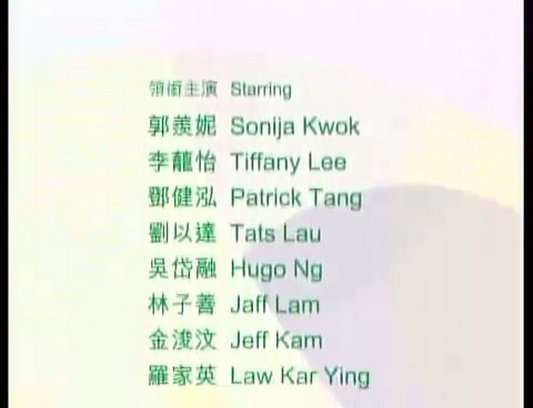 領銜主演 Starring
郭羨妮 Sonija Kwok
李蘢怡 Tiffany Lee
鄧健泓 Patrick Tang
劉以達 Tats Lau
吳岱融 Hugo Ng
林子善 Jaff Lam
金浚汶 Jeff Kam
羅家英 Law Kar Ying